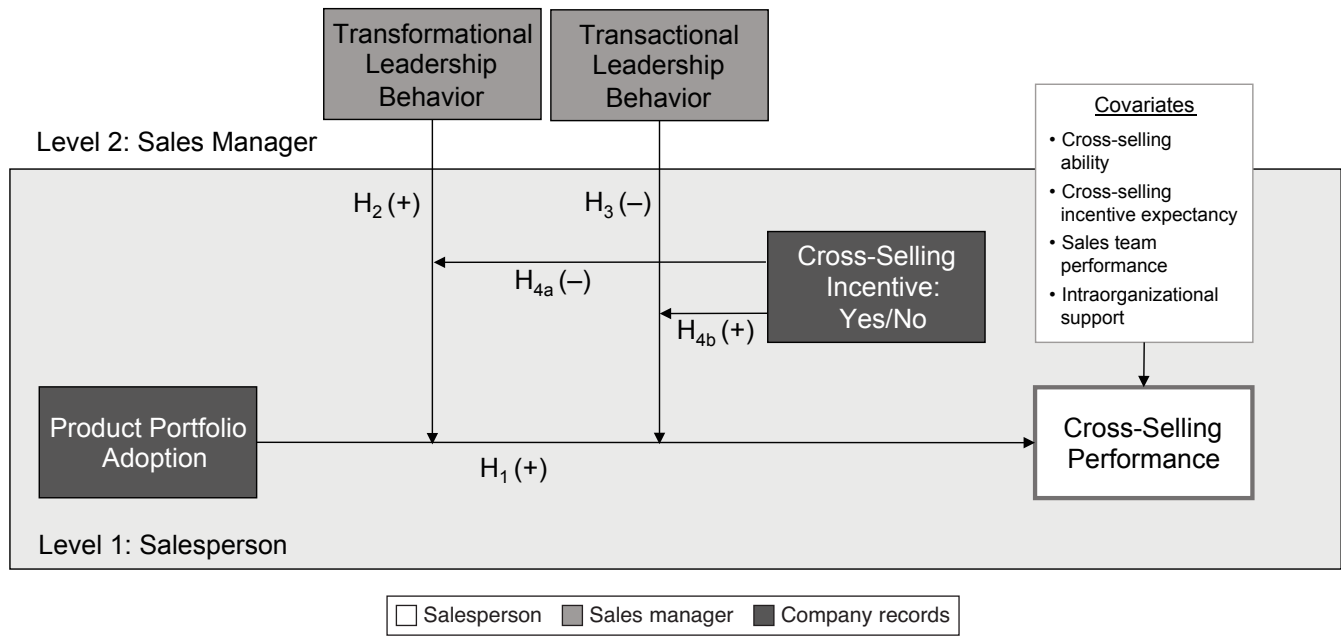 Transformational
Leadership
Behavior
Transactional
Leadership
Behavior
Covariates
• Cross-selling
ability
• Cross-selling
incentive expectancy
• Sales team
performance
• Intraorganizational
support
Level 2: Sales Manager
H2 (+)
H3 (–)
Cross-Selling
Incentive:
Yes/No
H4a (–)
H4b (+)
Product Portfolio
Adoption
H1 (+)
Cross-Selling
Performance
Level 1: Salesperson
Salesperson Sales manager Company records